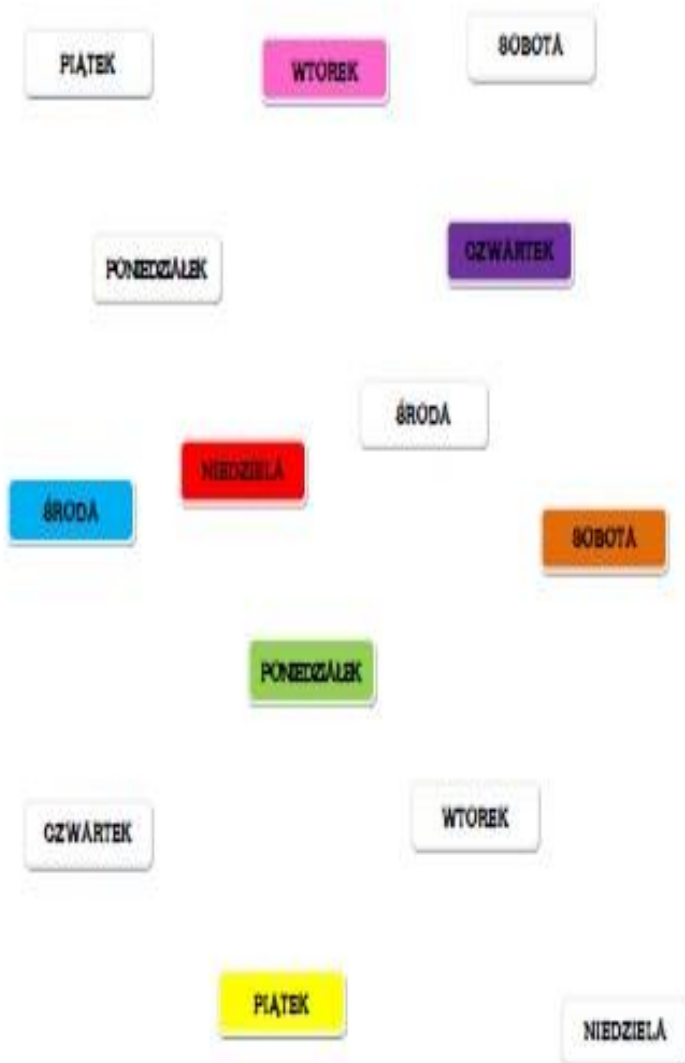 PIĄTEK
WTOREK
SOBOTA
PONIEDZIAŁEK
CZWARTEK
ŚRODA
NIEDZIELA
ŚRODA
SOBOTA
PONIEDZIAŁEK
CZWARTEK
WTOREK
PIĄTEK
NIEDZIELA